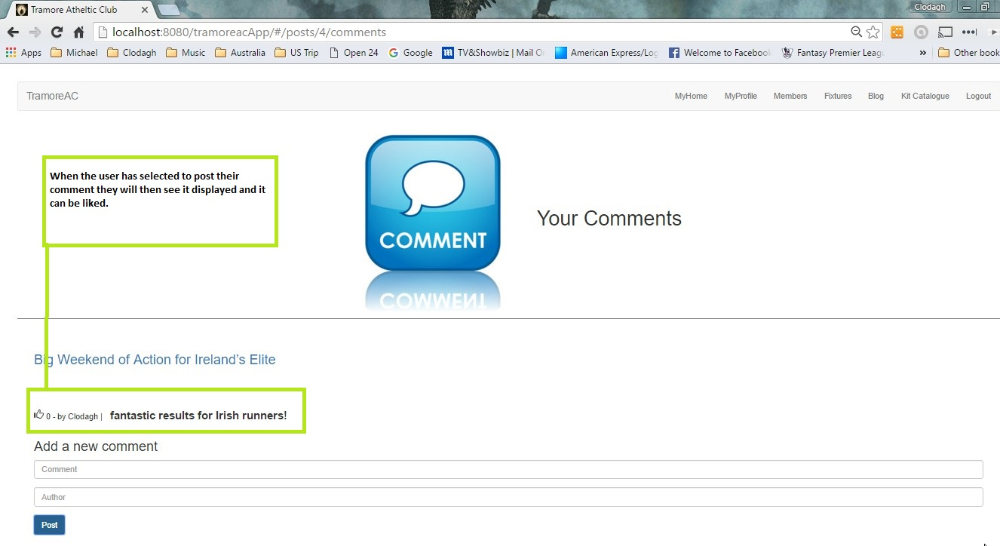 Tramore Atheltic Club
Clodagh
localhost:8080/tramoreacApp/#/posts/4/comments
Apps Michael Clodagh Music Australia US Trip Open 24 Google TV&Showbiz | Mail On American Express/Log Welcome to Facebook Fantasy Premier Leagu » Other book
TramoreAC MyHome MyProfile Members Fixtures Blog Kit Catalogue Logout
When the user has selected to post their
comment they will then see it displayed and it
can be liked.
COMMENT
Your Comments
Big Weekend of Action for Ireland’s Elite
0 - by Clodagh | fantastic results for Irish runners!
Add a new comment
Comment
Author
Post